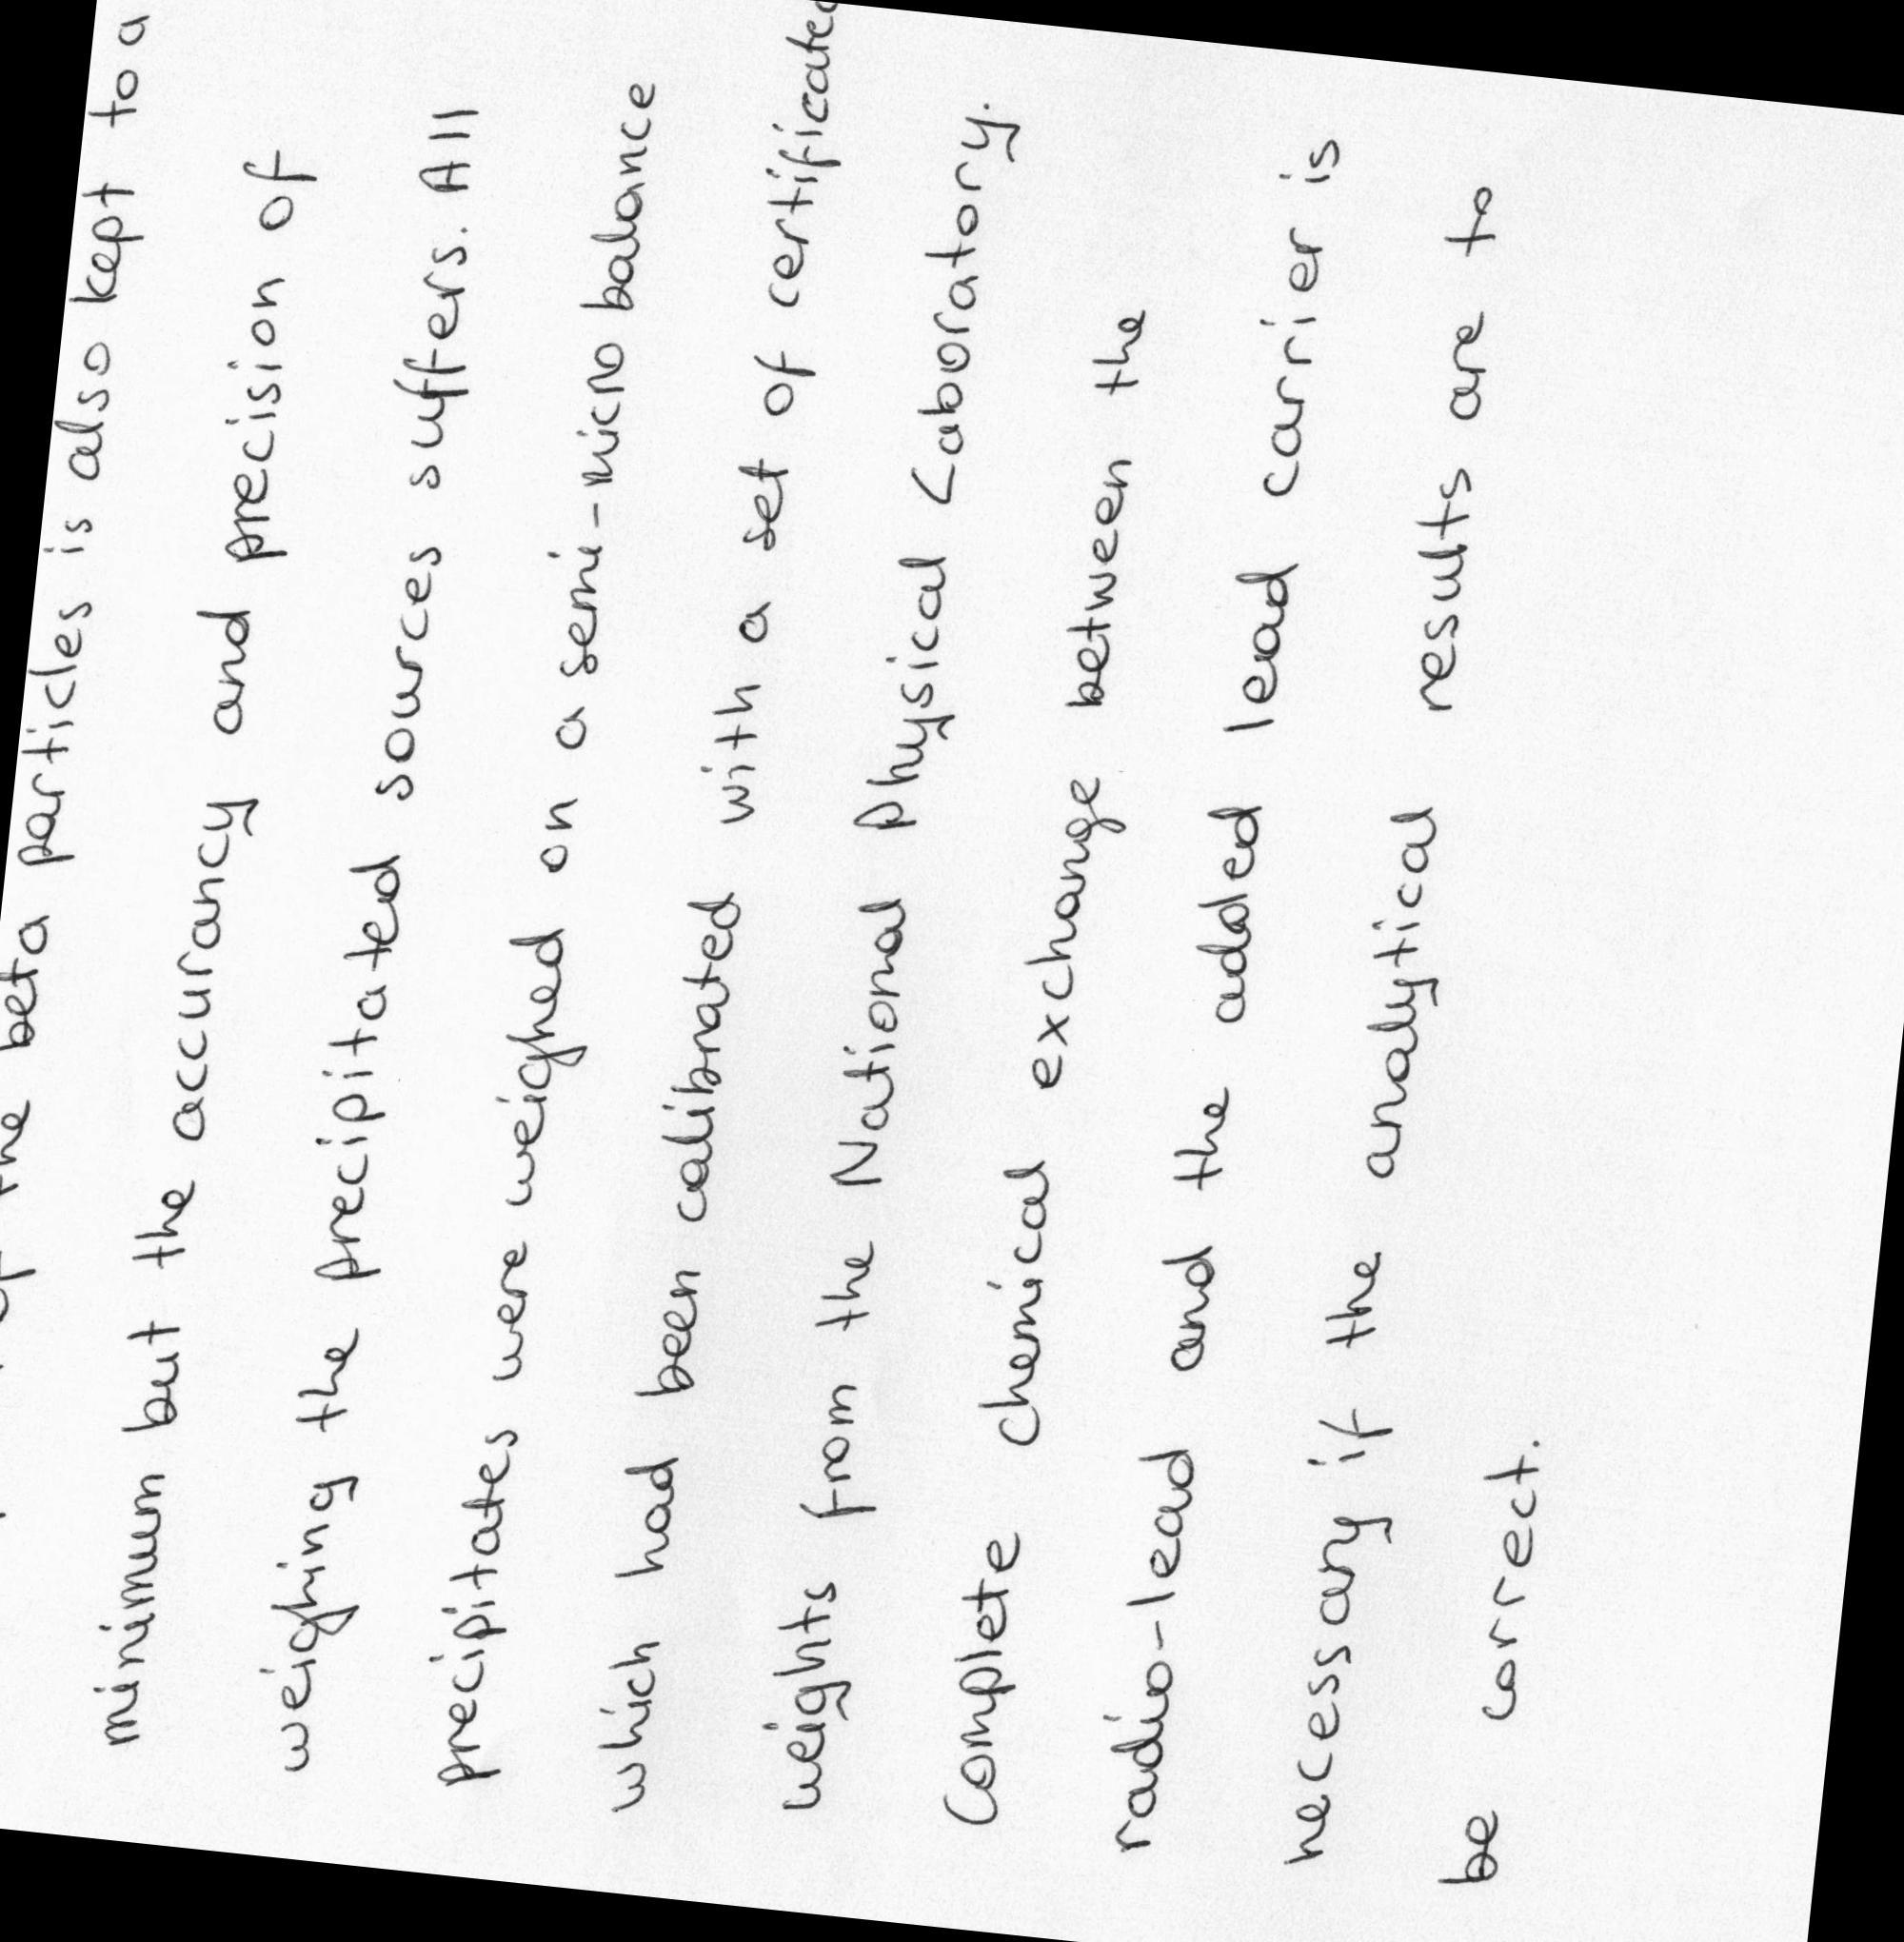 the beta particles is also kept to a
minimum but the accurancy and precision of
weighing the precipitated sources suffers. All
precipitates were weighed on a semi-micro balance
which had been calibrated with a set of certificated
weights from the National Physical Laboratory.
Complete chemical exchange between the
radio-lead and the added lead carrier is
necessary if the analytical results are to
be correct.